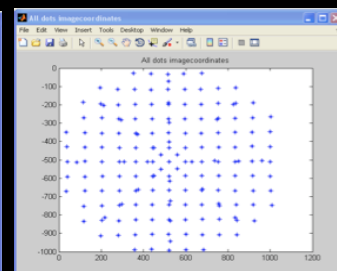 All dots imagecoordinates
File Edit View Insert Tools Desktop Window Help
All dots imagecoordinates
0
-100
-200
-300
-400
-500
-600
-700
-800
-900
-1000
0 200 400 600 800 1000 1200